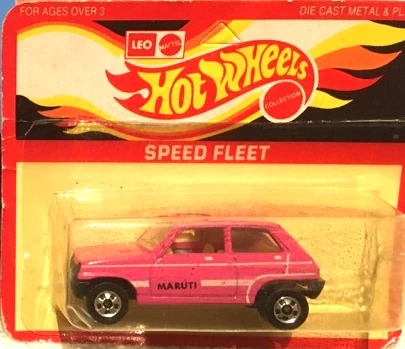 FOR AGES OVER 3
DIE CAST METAL & PL
LEO
MATTEL
Hot Wheels
COLLECTION
SPEED FLEET
MARUTI